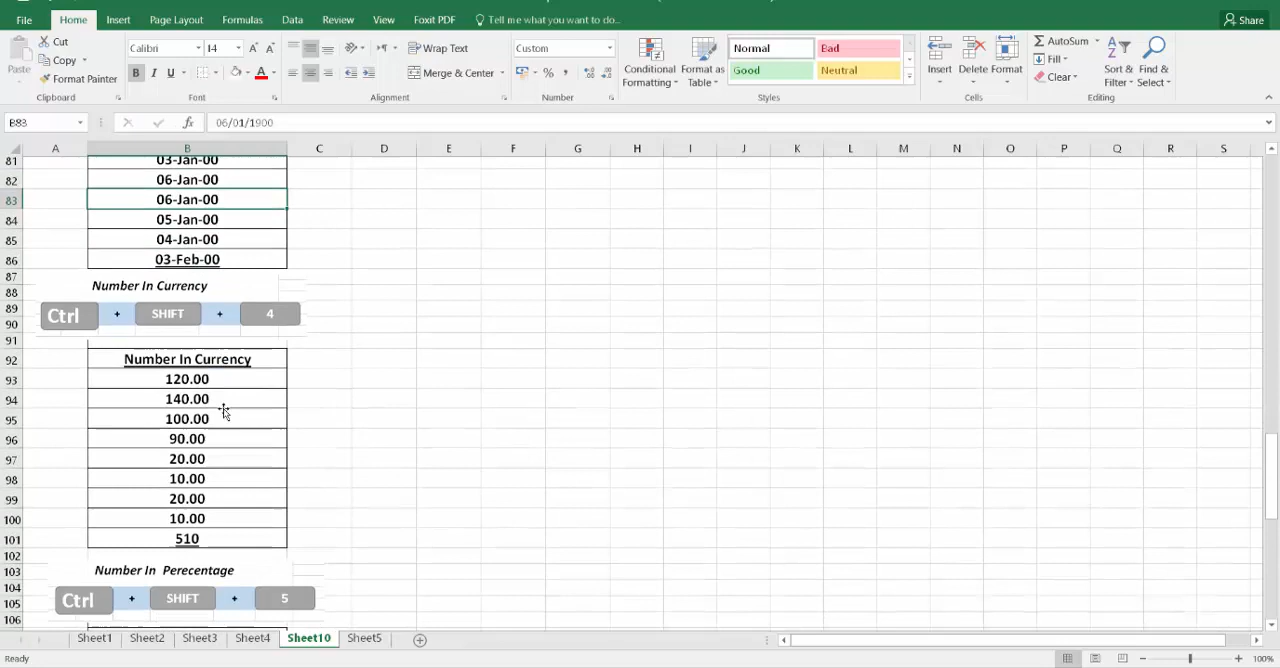 File Home Insert Page Layout Formulas Data Review View Foxit PDF Tell me what you want to do... Share
Cut
Copy
Format Painter
Paste
Clipboard
Calibri 14
B I U
Font
Wrap Text
Merge & Center
Alignment
Custom
%
Number
Conditional Formatting
Format as Table
Normal Bad
Good Neutral
Styles
Insert Delete Format
Cells
AutoSum
Fill
Clear
Sort & Filter
Find & Select
Editing
B83 fx 06/01/1900
A B C D E F G H I J K L M N O P Q R S
81 03-Jan-00
82 06-Jan-00
83 06-Jan-00
84 05-Jan-00
85 04-Jan-00
86 03-Feb-00
87
88 Number In Currency
89 Ctrl + SHIFT + 4
90
91
92 Number In Currency
93 120.00
94 140.00
95 100.00
96 90.00
97 20.00
98 10.00
99 20.00
100 10.00
101 510
102
103 Number In Perecentage
104
105 Ctrl + SHIFT + 5
106
Sheet1 Sheet2 Sheet3 Sheet4 Sheet10 Sheet5
Ready 100%